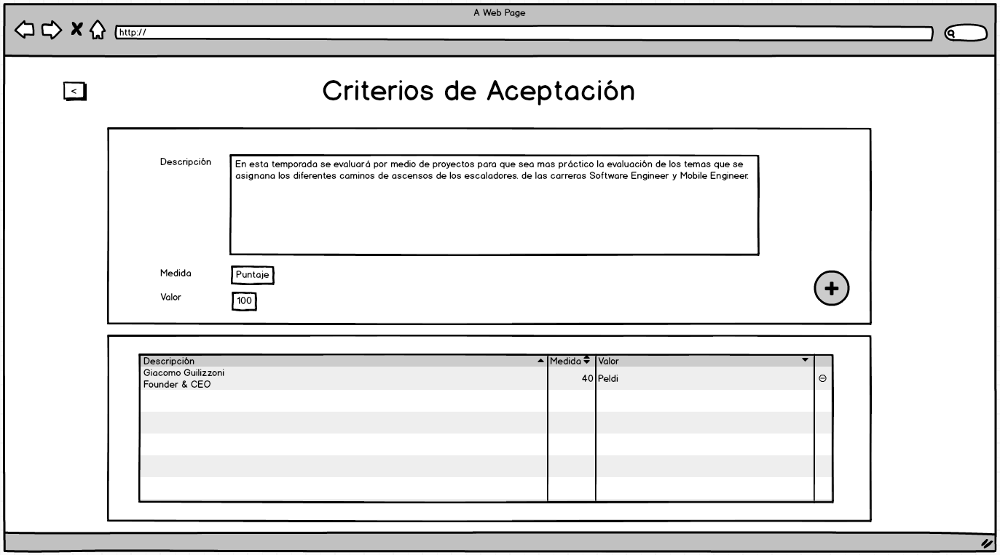 A Web Page
http://
<
Criterios de Aceptación
Descripción
En esta temporada se evaluará por medio de proyectos para que sea mas práctico la evaluación de los temas que se
asignana los diferentes caminos de ascensos de los escaladores. de las carreras Software Engineer y Mobile Engineer.
Medida
Puntaje
Valor
100
Descripción Medida Valor
Giacomo Guilizzoni
Founder & CEO
40 Peldi